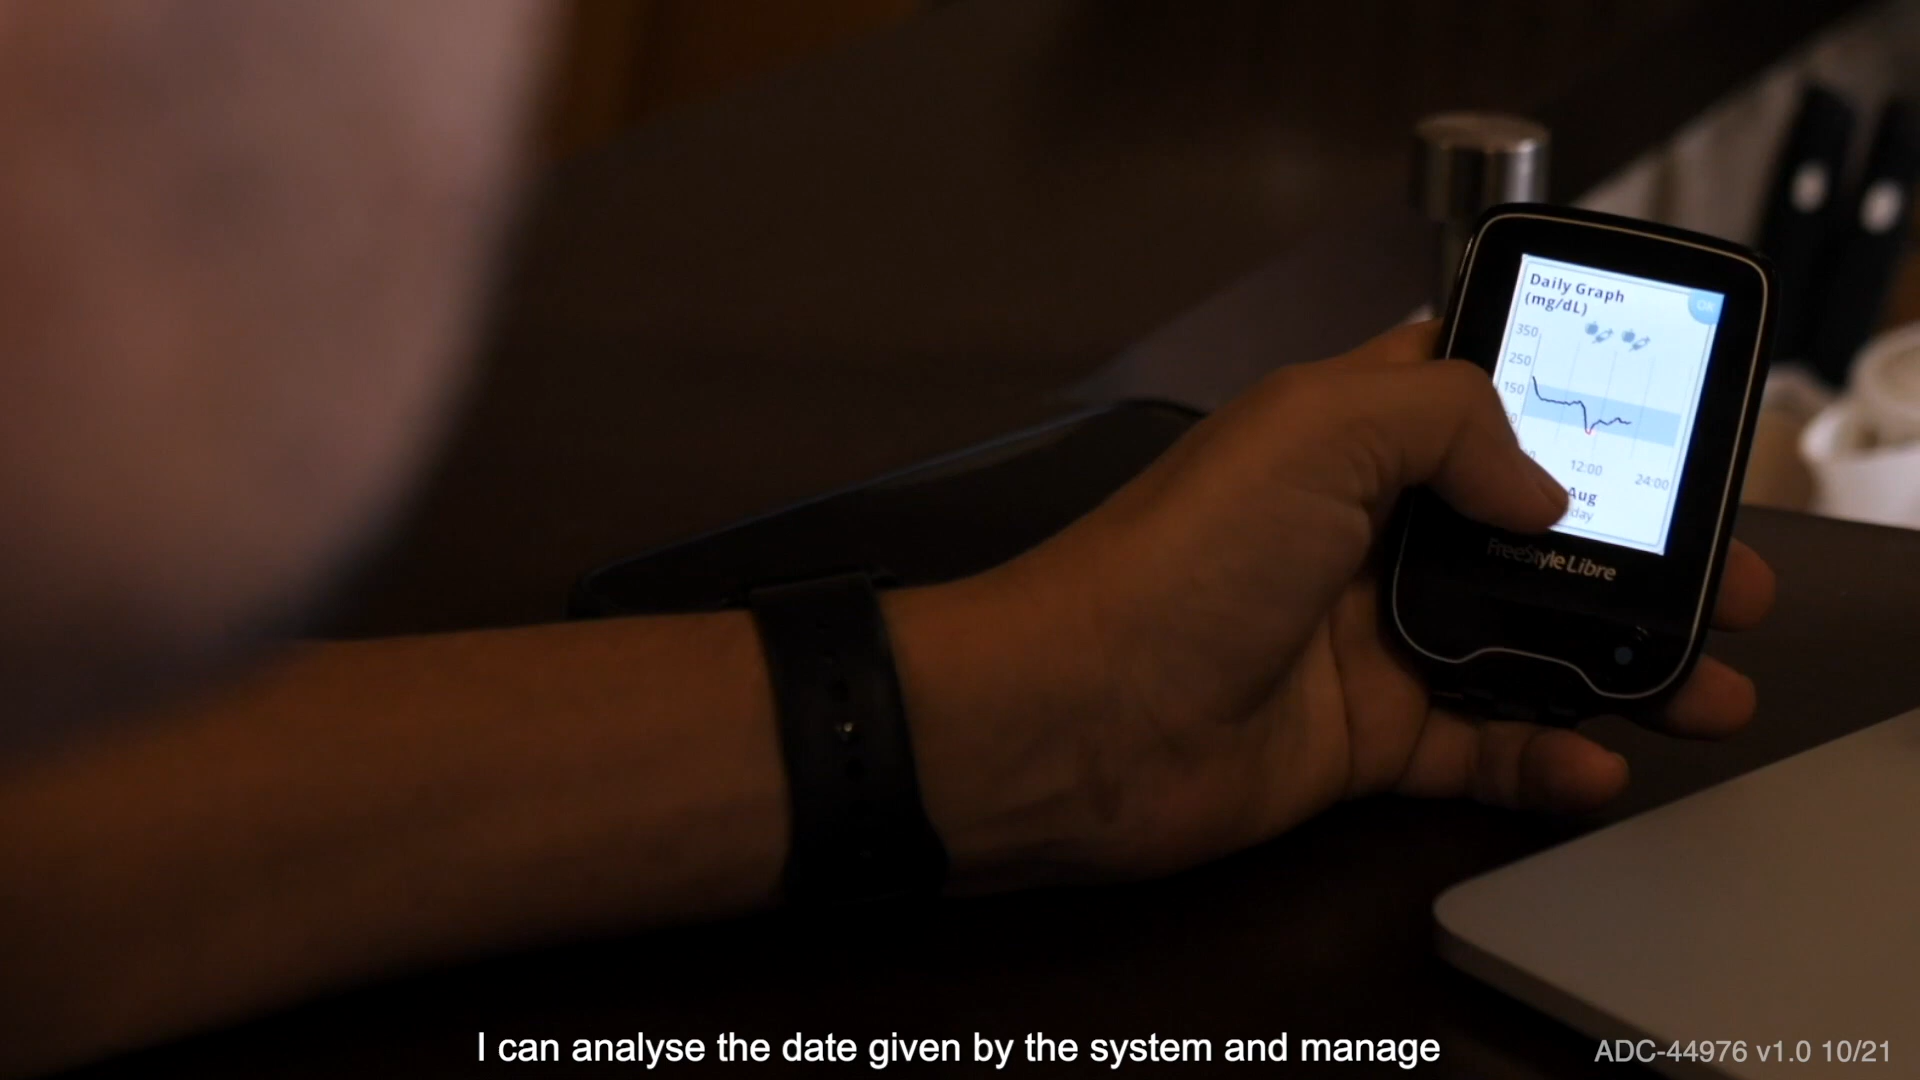 Daily Graph
(mg/dL)
OK
350
250
150
12:00
24:00
Aug
FreeStyle Libre
I can analyse the date given by the system and manage
ADC-44976 v1.0 10/21